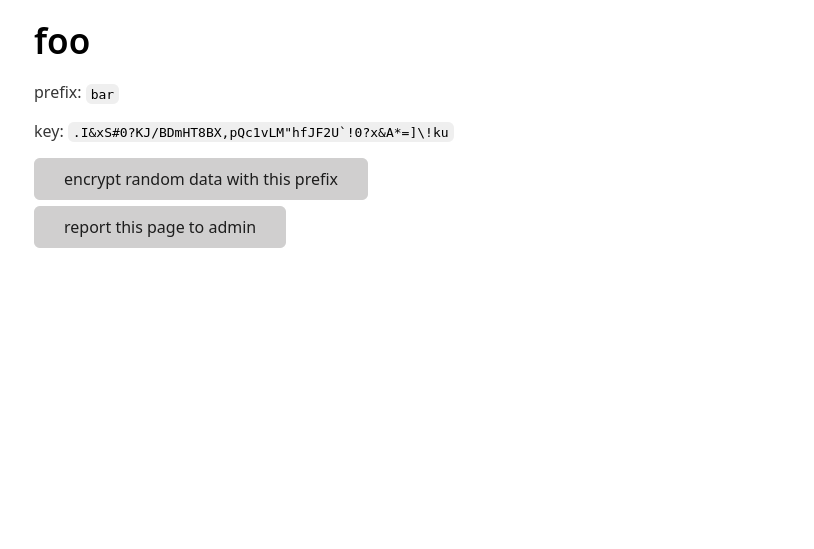 foo
prefix: bar
key: .I&xS#0?KJ/BDmHT8BX,pQc1vLM"hfJF2U`!0?x&A*=]\!ku
encrypt random data with this prefix
report this page to admin